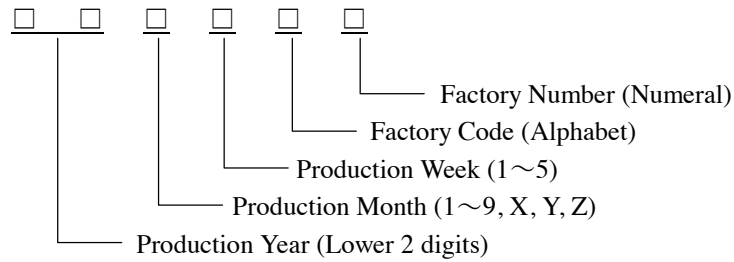 □ □ □ □ □ □
Factory Number (Numeral)
Factory Code (Alphabet)
Production Week (1～5)
Production Month (1～9, X, Y, Z)
Production Year (Lower 2 digits)